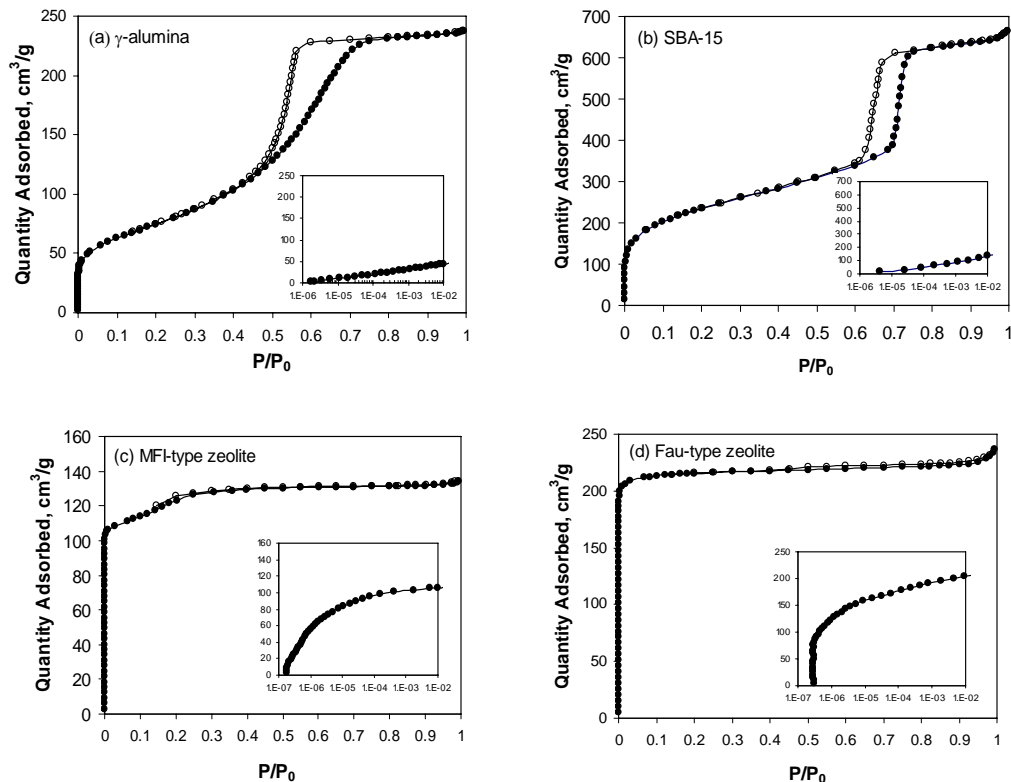 (a) γ-alumina
Quantity Adsorbed, cm³/g
250
200
150
100
50
0
0 0.1 0.2 0.3 0.4 0.5 0.6 0.7 0.8 0.9 1
P/P₀
250
200
150
100
50
0
1.E-06 1.E-05 1.E-04 1.E-03 1.E-02
(b) SBA-15
Quantity Adsorbed, cm³/g
700
600
500
400
300
200
100
0
0 0.1 0.2 0.3 0.4 0.5 0.6 0.7 0.8 0.9 1
P/P₀
700
600
500
400
300
200
100
0
1.E-06 1.E-05 1.E-04 1.E-03 1.E-02
(c) MFI-type zeolite
Quantity Adsorbed, cm³/g
160
140
120
100
80
60
40
20
0
0 0.1 0.2 0.3 0.4 0.5 0.6 0.7 0.8 0.9 1
P/P₀
160
140
120
100
80
60
40
20
0
1.E-07 1.E-06 1.E-05 1.E-04 1.E-03 1.E-02
(d) Fau-type zeolite
Quantity Adsorbed, cm³/g
250
200
150
100
50
0
0 0.1 0.2 0.3 0.4 0.5 0.6 0.7 0.8 0.9 1
P/P₀
250
200
150
100
50
0
1.E-07 1.E-06 1.E-05 1.E-04 1.E-03 1.E-02